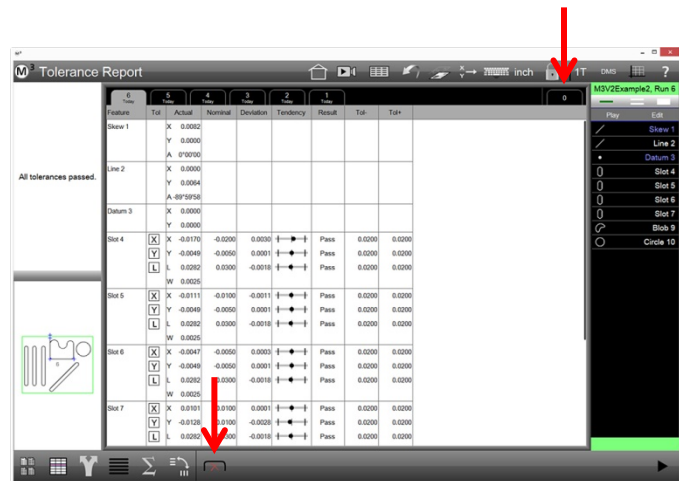 M3 Tolerance Report
inch 1T DMS ?
6 Today 5 Today 4 Today 3 Today 2 Today 1 Today 0
M3V2Example2, Run 6
Feature Tol Actual Nominal Deviation Tendency Result Tol- Tol+
Play Edit
Skew 1 X 0.0082
Y 0.0000
A 0°00'00
Line 2 X 0.0000
Y 0.0064
A -89°59'58
Datum 3 X 0.0000
Y 0.0000
Slot 4 X X -0.0170 -0.0200 0.0030 Pass 0.0200 0.0200
Y Y -0.0049 -0.0050 0.0001 Pass 0.0200 0.0200
L L 0.0282 0.0300 -0.0018 Pass 0.0200 0.0200
W 0.0025
Slot 5 X X -0.0111 -0.0100 -0.0011 Pass 0.0200 0.0200
Y Y -0.0049 -0.0050 0.0001 Pass 0.0200 0.0200
L L 0.0282 0.0300 -0.0018 Pass 0.0200 0.0200
W 0.0025
Slot 6 X X -0.0047 -0.0050 0.0003 Pass 0.0200 0.0200
Y Y -0.0049 -0.0050 0.0001 Pass 0.0200 0.0200
L L 0.0282 0.0300 -0.0018 Pass 0.0200 0.0200
W 0.0025
Slot 7 X X 0.0101 0.0100 0.0001 Pass 0.0200 0.0200
Y Y -0.0128 -0.0028 Pass 0.0200 0.0200
L L 0.0282 -0.0018 Pass 0.0200 0.0200
All tolerances passed.
Skew 1
Line 2
Datum 3
Slot 4
Slot 5
Slot 6
Slot 7
Blob 9
Circle 10